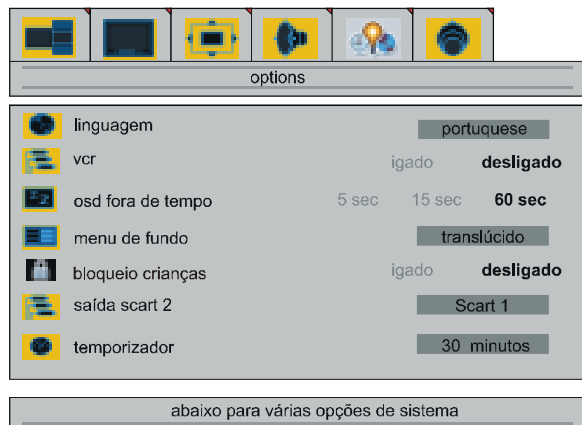 options
linguagem portuquese
vcr igado desligado
osd fora de tempo 5 sec 15 sec 60 sec
menu de fundo translúcido
bloqueio crianças igado desligado
saída scart 2 Scart 1
temporizador 30 minutos
abaixo para várias opções de sistema